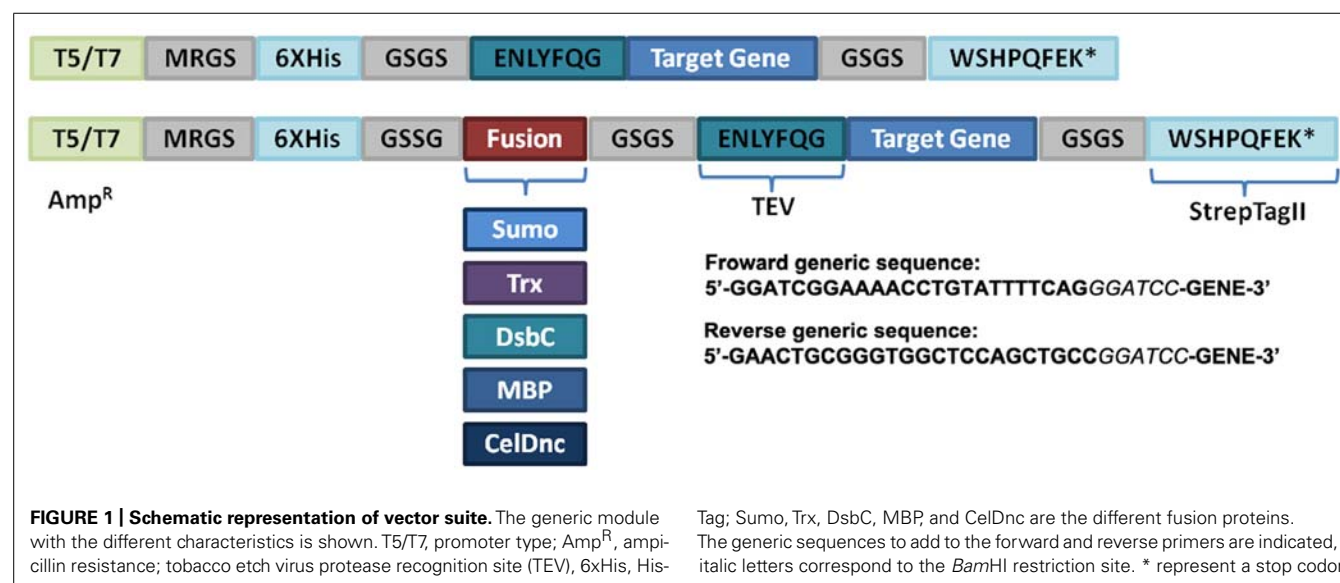 T5/T7 MRGS 6XHis GSGS ENLYFQG Target Gene GSGS WSHPQFEK*
T5/T7 MRGS 6XHis GSSG Fusion GSGS ENLYFQG Target Gene GSGS WSHPQFEK*
Amp^R
TEV
StrepTagII
Sumo
Trx
DsbC
MBP
CelDnc
Froward generic sequence:
5'-GGATCGGAAAACCTGTATTTTCAGGGATCC-GENE-3'
Reverse generic sequence:
5'-GAACTGCGGGTGGCTCCAGCTGCCGGATCC-GENE-3'
FIGURE 1 | Schematic representation of vector suite. The generic module
with the different characteristics is shown. T5/T7, promoter type; Amp^R, ampi-
cillin resistance; tobacco etch virus protease recognition site (TEV), 6xHis, His-
Tag; Sumo, Trx, DsbC, MBP, and CelDnc are the different fusion proteins.
The generic sequences to add to the forward and reverse primers are indicated,
italic letters correspond to the BamHI restriction site. * represent a stop codon